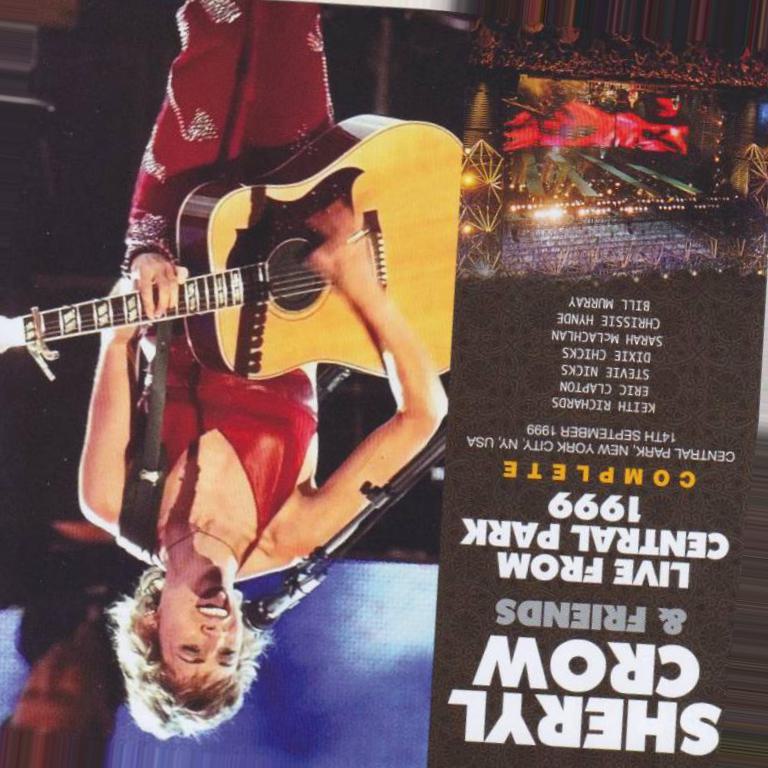 SHERYL
CROW
& FRIENDS
LIVE FROM
CENTRAL PARK
1999
COMPLETE
CENTRAL PARK, NEW YORK CITY, NY, USA
14TH SEPTEMBER 1999
KEITH RICHARDS
ERIC CLAPTON
STEVIE NICKS
DIXIE CHICKS
SARAH McLACHLAN
CHRISSIE HYNDE
BILL MURRAY